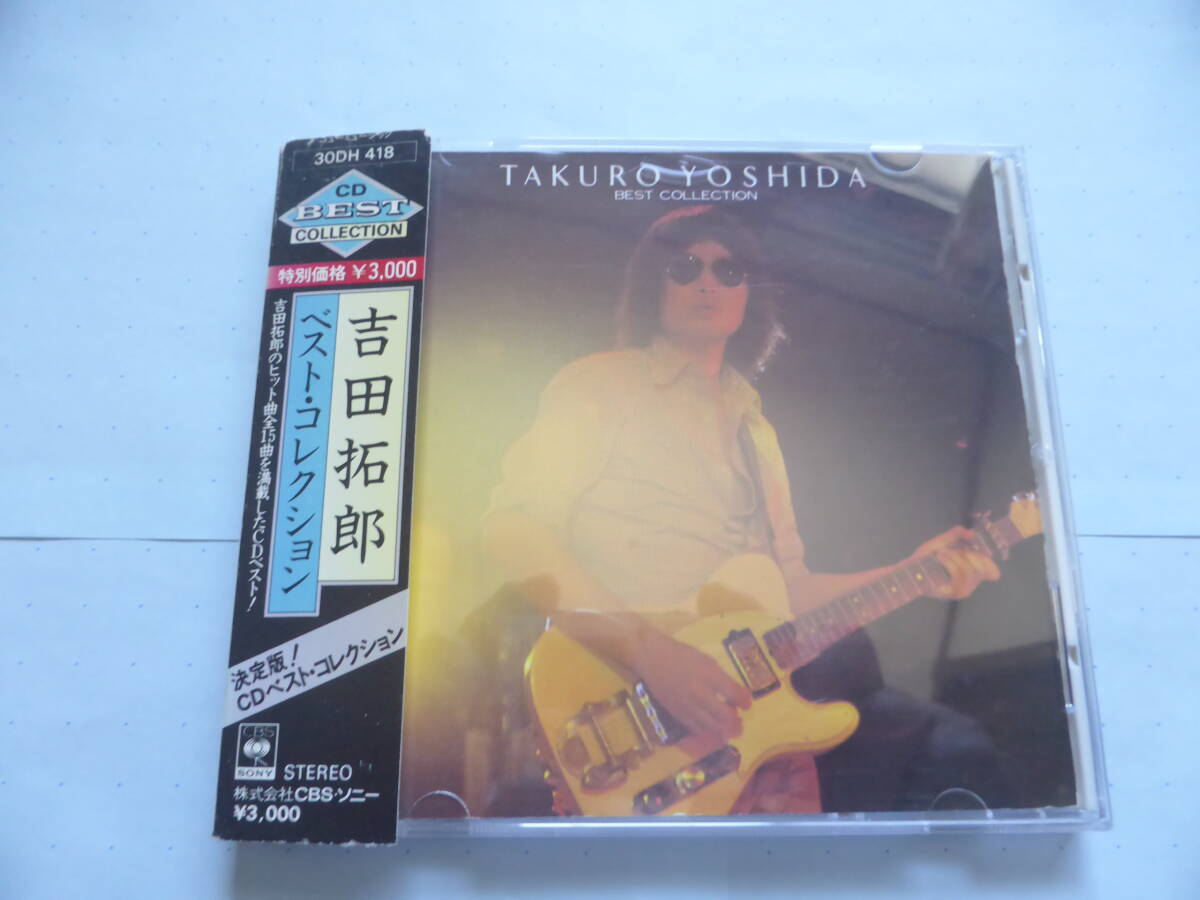 30DH 418
CD
BEST
COLLECTION
特別価格 ¥3,000
吉田拓郎
ベスト・コレクション
吉田拓郎のヒット曲全15曲を満載したCDベスト!
決定版!
CDベスト・コレクション
CBS
SONY
STEREO
株式会社CBS・ソニー
¥3,000
TAKURO YOSHIDA
BEST COLLECTION